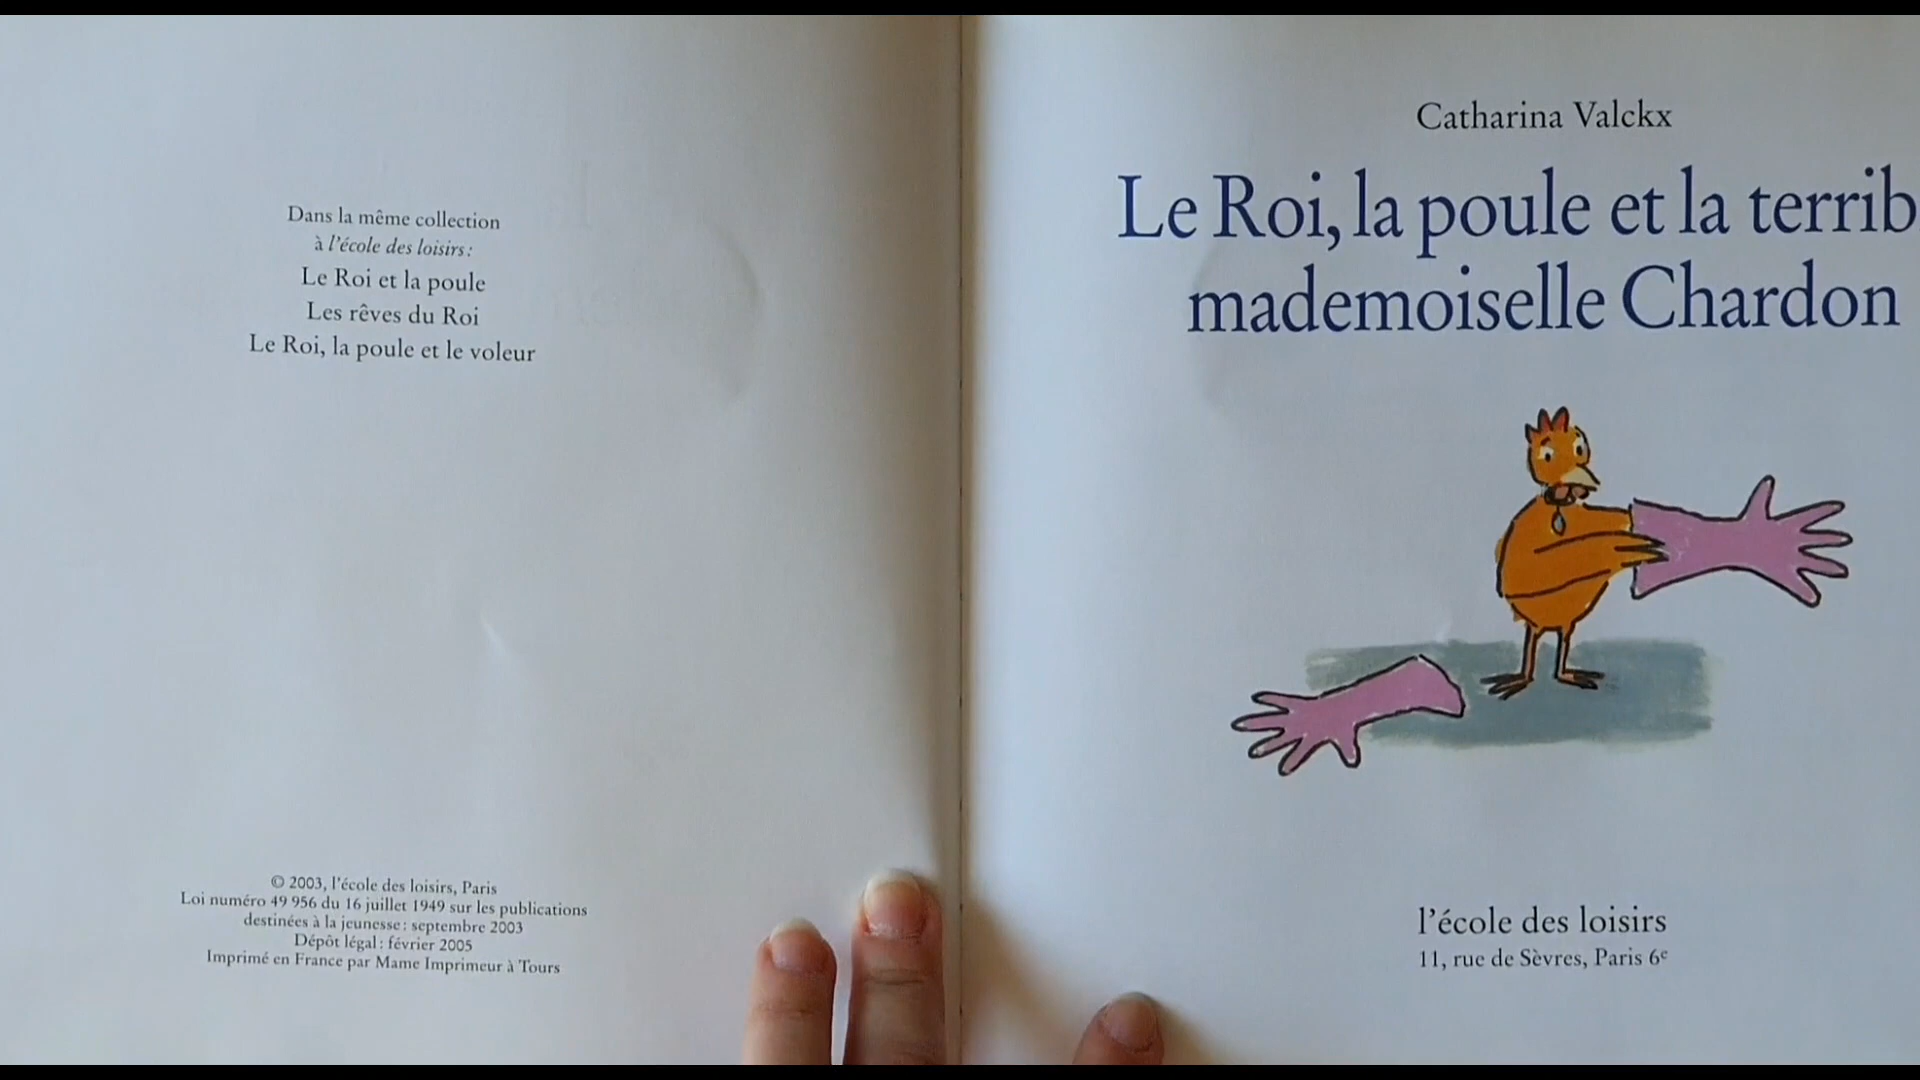 Dans la même collection
à l'école des loisirs :
Le Roi et la poule
Les rêves du Roi
Le Roi, la poule et le voleur
© 2003, l'école des loisirs, Paris
Loi numéro 49 956 du 16 juillet 1949 sur les publications
destinées à la jeunesse : septembre 2003
Dépôt légal : février 2005
Imprimé en France par Mame Imprimeur à Tours
Catharina Valckx
Le Roi, la poule et la terrib
mademoiselle Chardon
l'école des loisirs
11, rue de Sèvres, Paris 6e